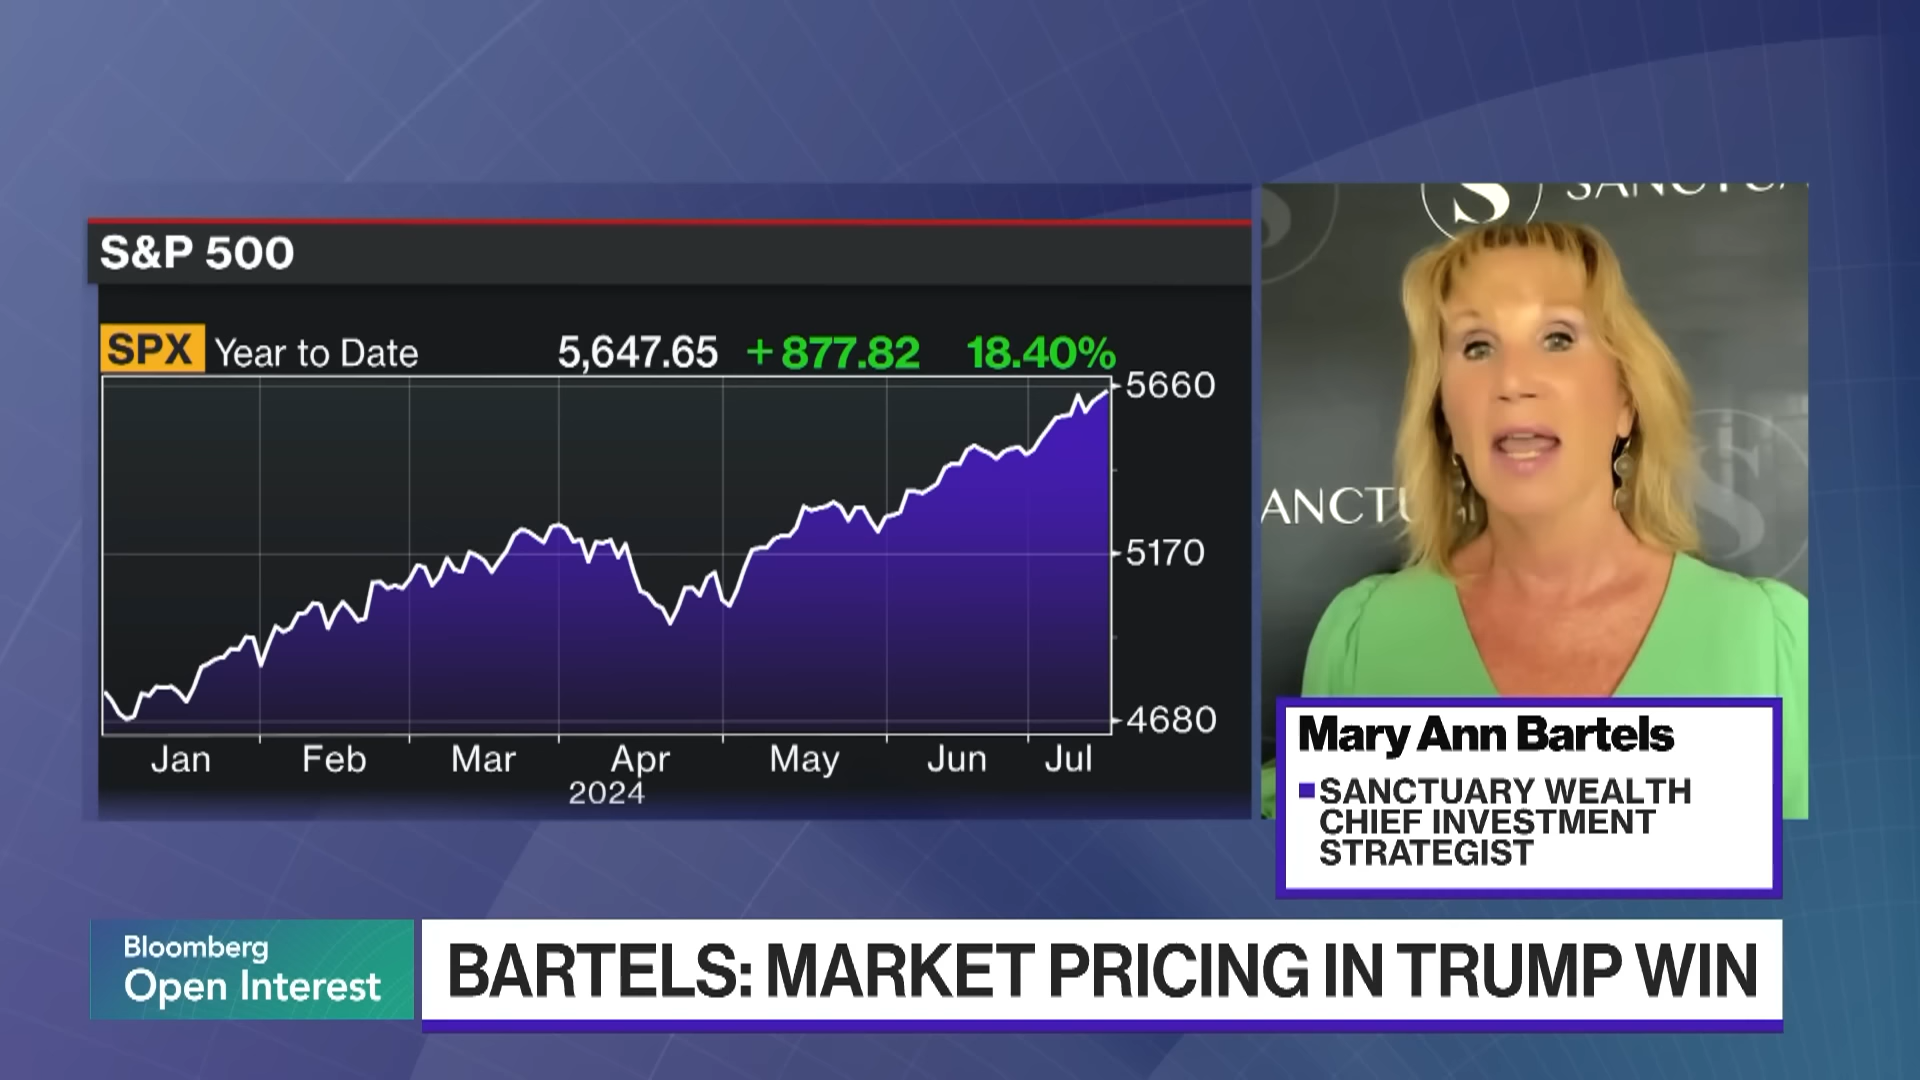 S&P 500
SPX Year to Date 5,647.65 +877.82 18.40%
5660
5170
4680
Jan Feb Mar Apr May Jun Jul
2024
SANCTU
ANCTU
Mary Ann Bartels
SANCTUARY WEALTH
CHIEF INVESTMENT
STRATEGIST
Bloomberg
Open Interest
BARTELS: MARKET PRICING IN TRUMP WIN